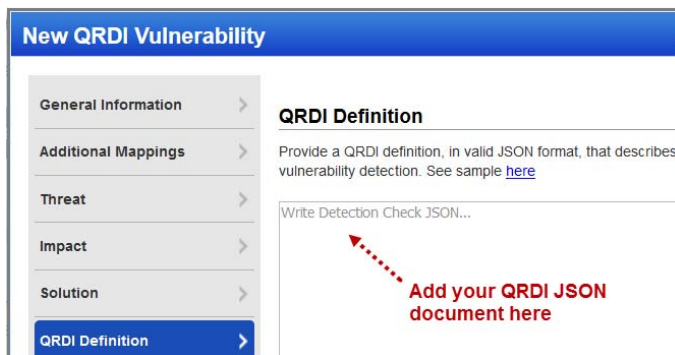 New QRDI Vulnerability
General Information
Additional Mappings
Threat
Impact
Solution
QRDI Definition
QRDI Definition
Provide a QRDI definition, in valid JSON format, that describes
vulnerability detection. See sample here
Write Detection Check JSON...
Add your QRDI JSON
document here